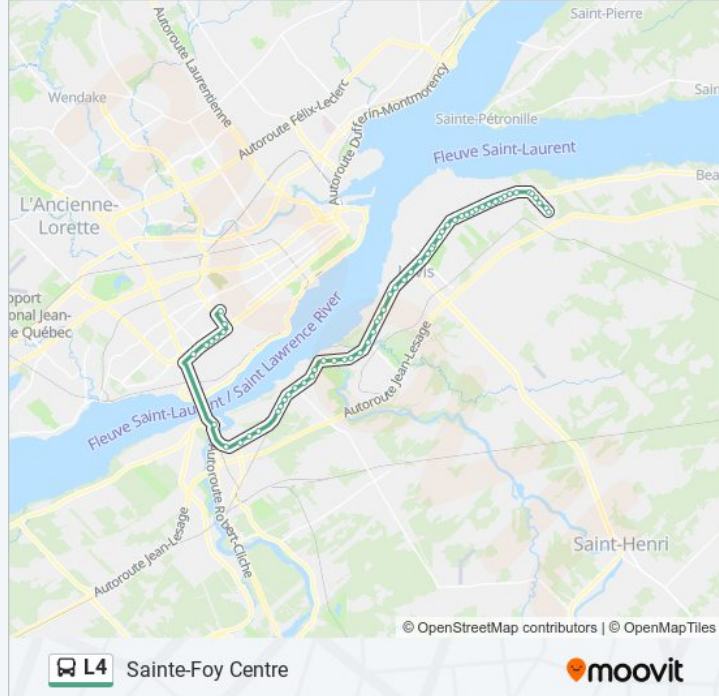 Saint-Pierre
Autoroute Laurentienne
Wendake
Autoroute Félix-Leclerc
Autoroute Dufferin-Montmorency
Sainte-Pétronille
Fleuve Saint-Laurent
L'Ancienne-
Lorette
Fleuve Saint-Laurent / Saint Lawrence River
Autoroute Jean-Lesage
Autoroute Robert-Cliche
Autoroute Jean-Lesage
Saint-Henri
© OpenStreetMap contributors | © OpenMapTiles
L4 Sainte-Foy Centre
moovit